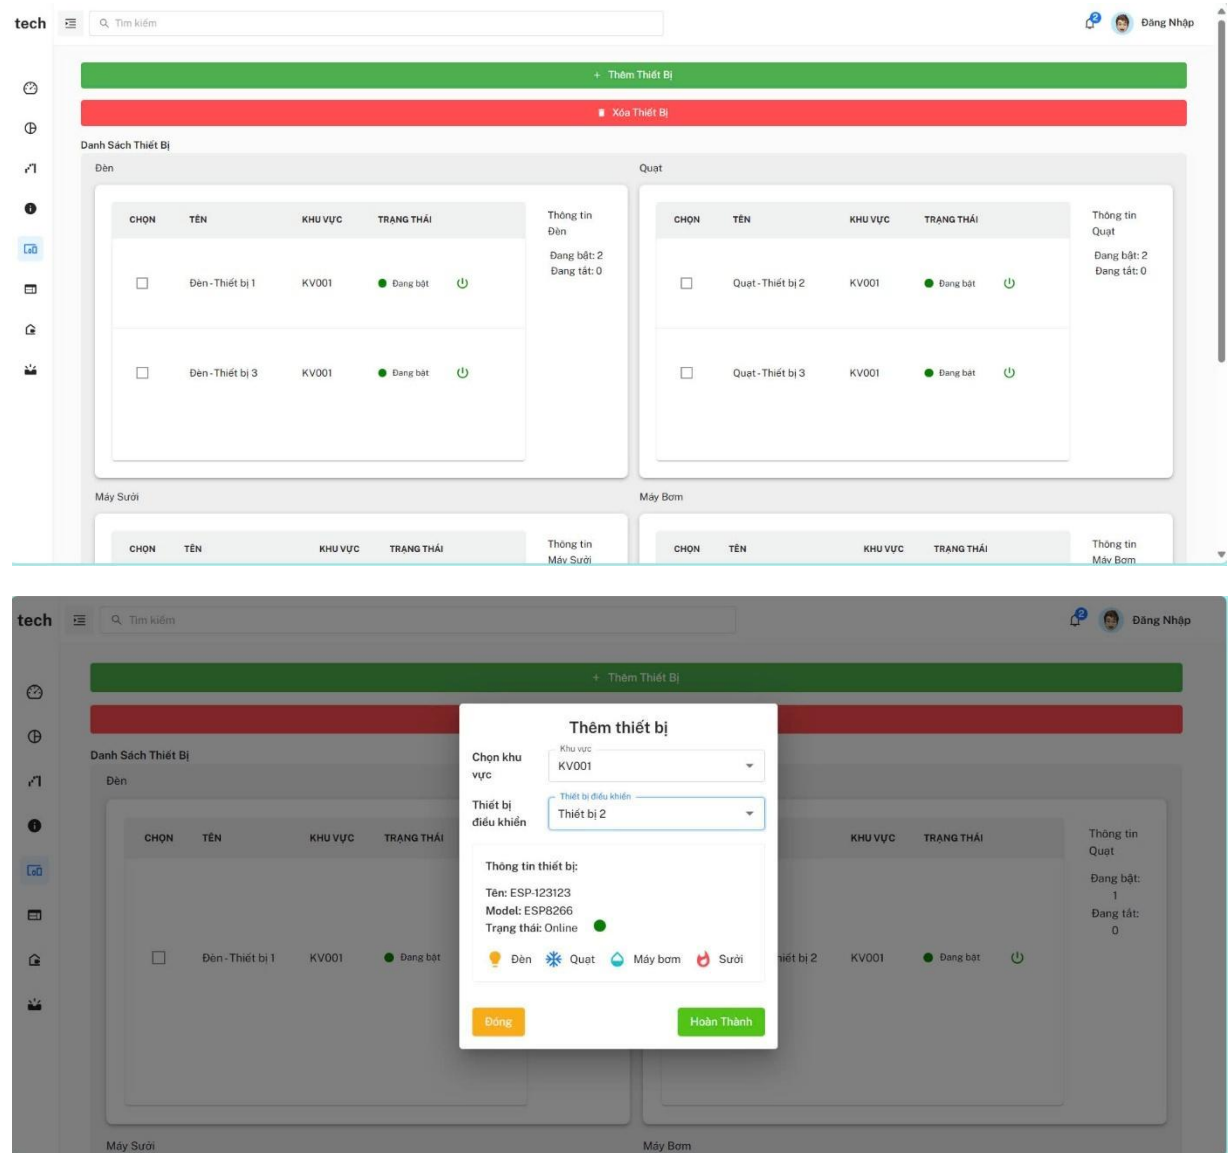 tech
Tìm kiếm
2
Đăng Nhập
+ Thêm Thiết Bị
Xóa Thiết Bị
Danh Sách Thiết Bị
Đèn
Quạt
CHỌN TÊN KHU VỰC TRẠNG THÁI
Thông tin
Đèn
Đang bật: 2
Đang tắt: 0
Đèn - Thiết bị 1 KV001 Đang bật
Đèn - Thiết bị 3 KV001 Đang bật
CHỌN TÊN KHU VỰC TRẠNG THÁI
Thông tin
Quạt
Đang bật: 2
Đang tắt: 0
Quạt - Thiết bị 2 KV001 Đang bật
Quạt - Thiết bị 3 KV001 Đang bật
Máy Sưởi
Máy Bơm
CHỌN TÊN KHU VỰC TRẠNG THÁI
Thông tin
Máy Sưởi
CHỌN TÊN KHU VỰC TRẠNG THÁI
Thông tin
Máy Bơm
tech
Tìm kiếm
2
Đăng Nhập
+ Thêm Thiết Bị
Danh Sách Thiết Bị
Đèn
CHỌN TÊN KHU VỰC TRẠNG THÁI
Đèn - Thiết bị 1 KV001 Đang bật
Thêm thiết bị
Chọn khu
vực
Khu vực
KV001
Thiết bị
điều khiển
Thiết bị điều khiển
Thiết bị 2
Thông tin thiết bị:
Tên: ESP-123123
Model: ESP8266
Trạng thái: Online
Đèn Quạt Máy bơm Sưởi
Đóng
Hoàn Thành
KHU VỰC TRẠNG THÁI
Thông tin
Quạt
Đang bật:
1
Đang tắt:
0
hiết bị 2 KV001 Đang bật
Máy Sưởi
Máy Bơm